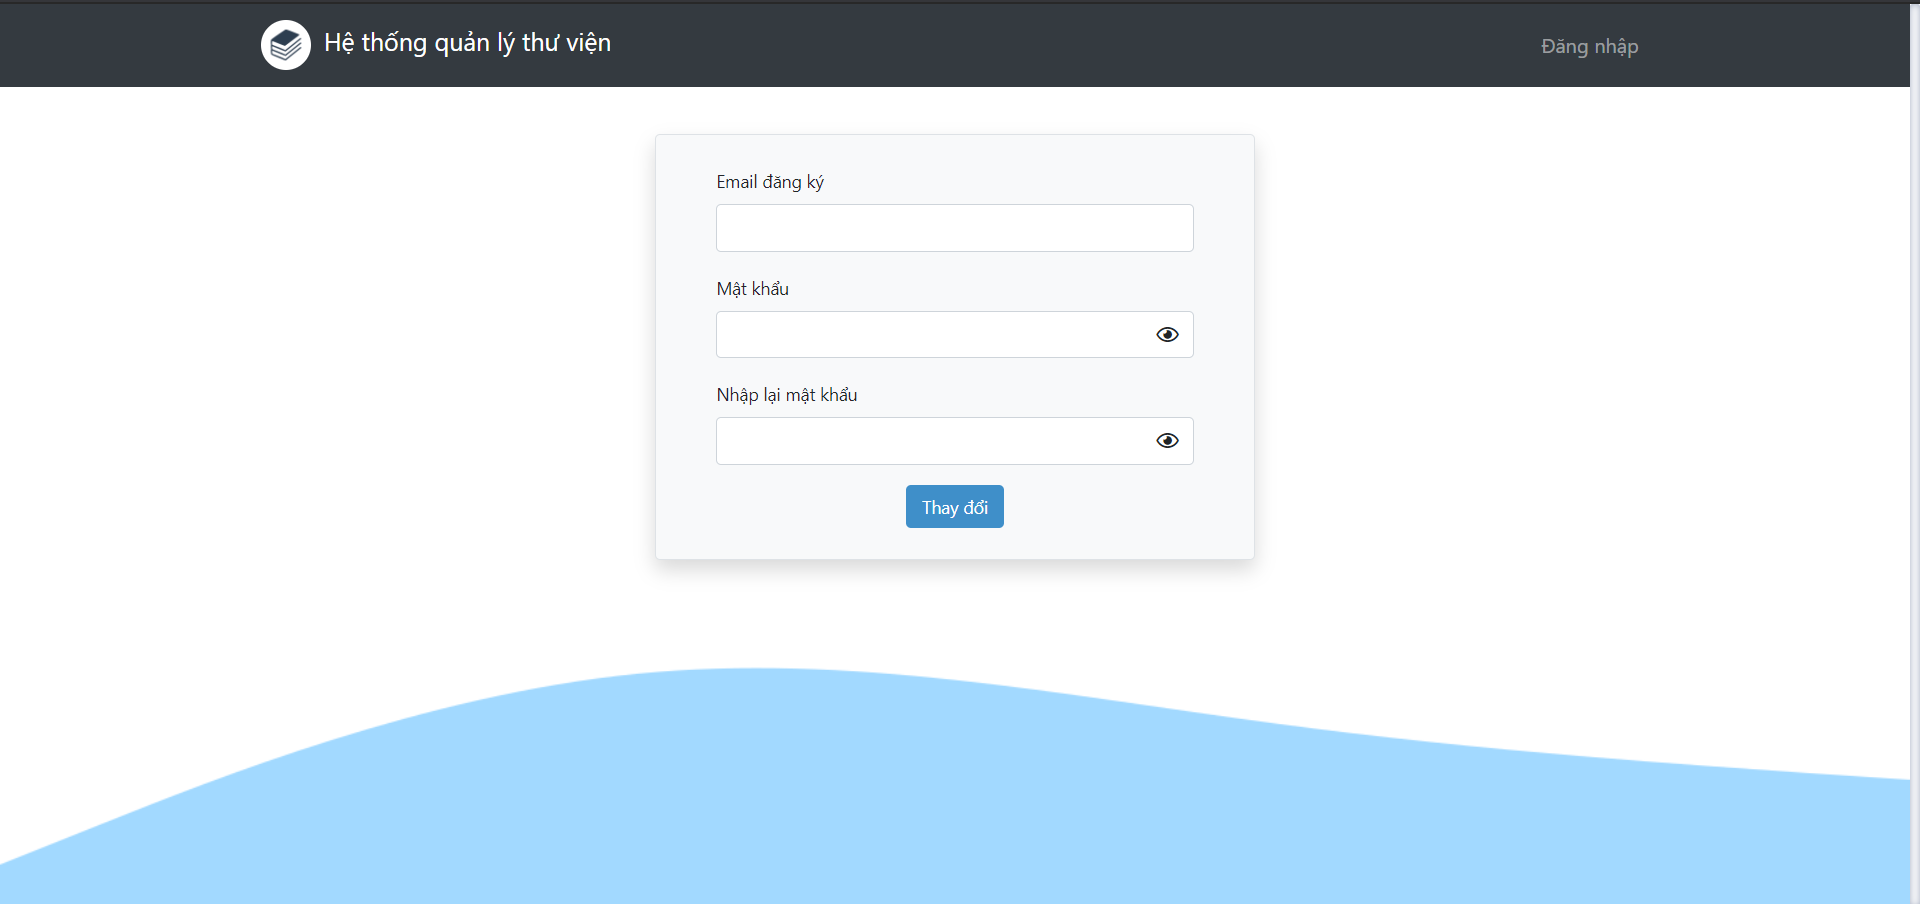 Hệ thống quản lý thư viện
Đăng nhập
Email đăng ký
Mật khẩu
Nhập lại mật khẩu
Thay đổi